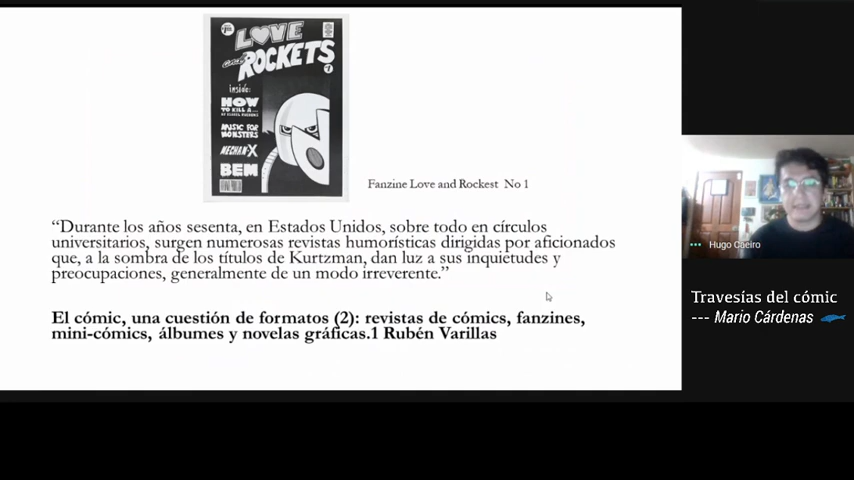 LOVE
AND
ROCKETS
1
inside:
HOW
TO KILL A...
MUSIC FOR
MONSTERS
MECHAN-X
BEM
Fanzine Love and Rockest No 1
“Durante los años sesenta, en Estados Unidos, sobre todo en círculos
universitarios, surgen numerosas revistas humorísticas dirigidas por aficionados
que, a la sombra de los títulos de Kurtzman, dan luz a sus inquietudes y
preocupaciones, generalmente de un modo irreverente.”
El cómic, una cuestión de formatos (2): revistas de cómics, fanzines,
mini-cómics, álbumes y novelas gráficas.1 Rubén Varillas
Hugo Caeiro
Travesías del cómic
--- Mario Cárdenas